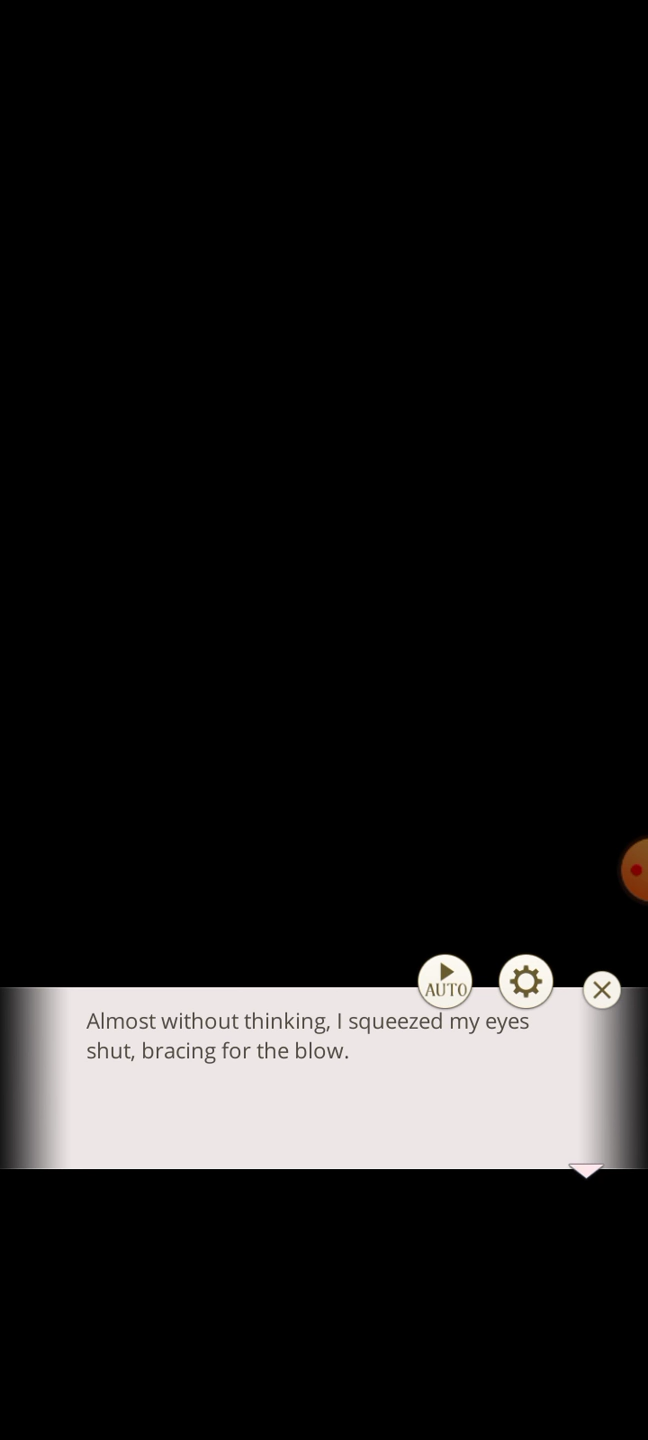 AUTO
Almost without thinking, I squeezed my eyes
shut, bracing for the blow.